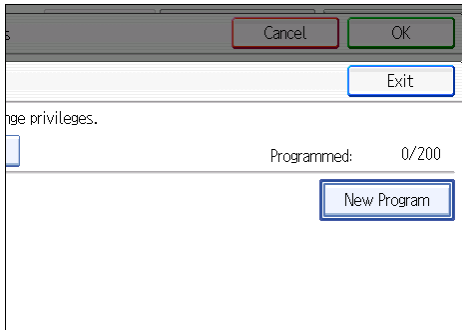 s
Cancel
OK
Exit
nge privileges.
Programmed: 0/200
New Program